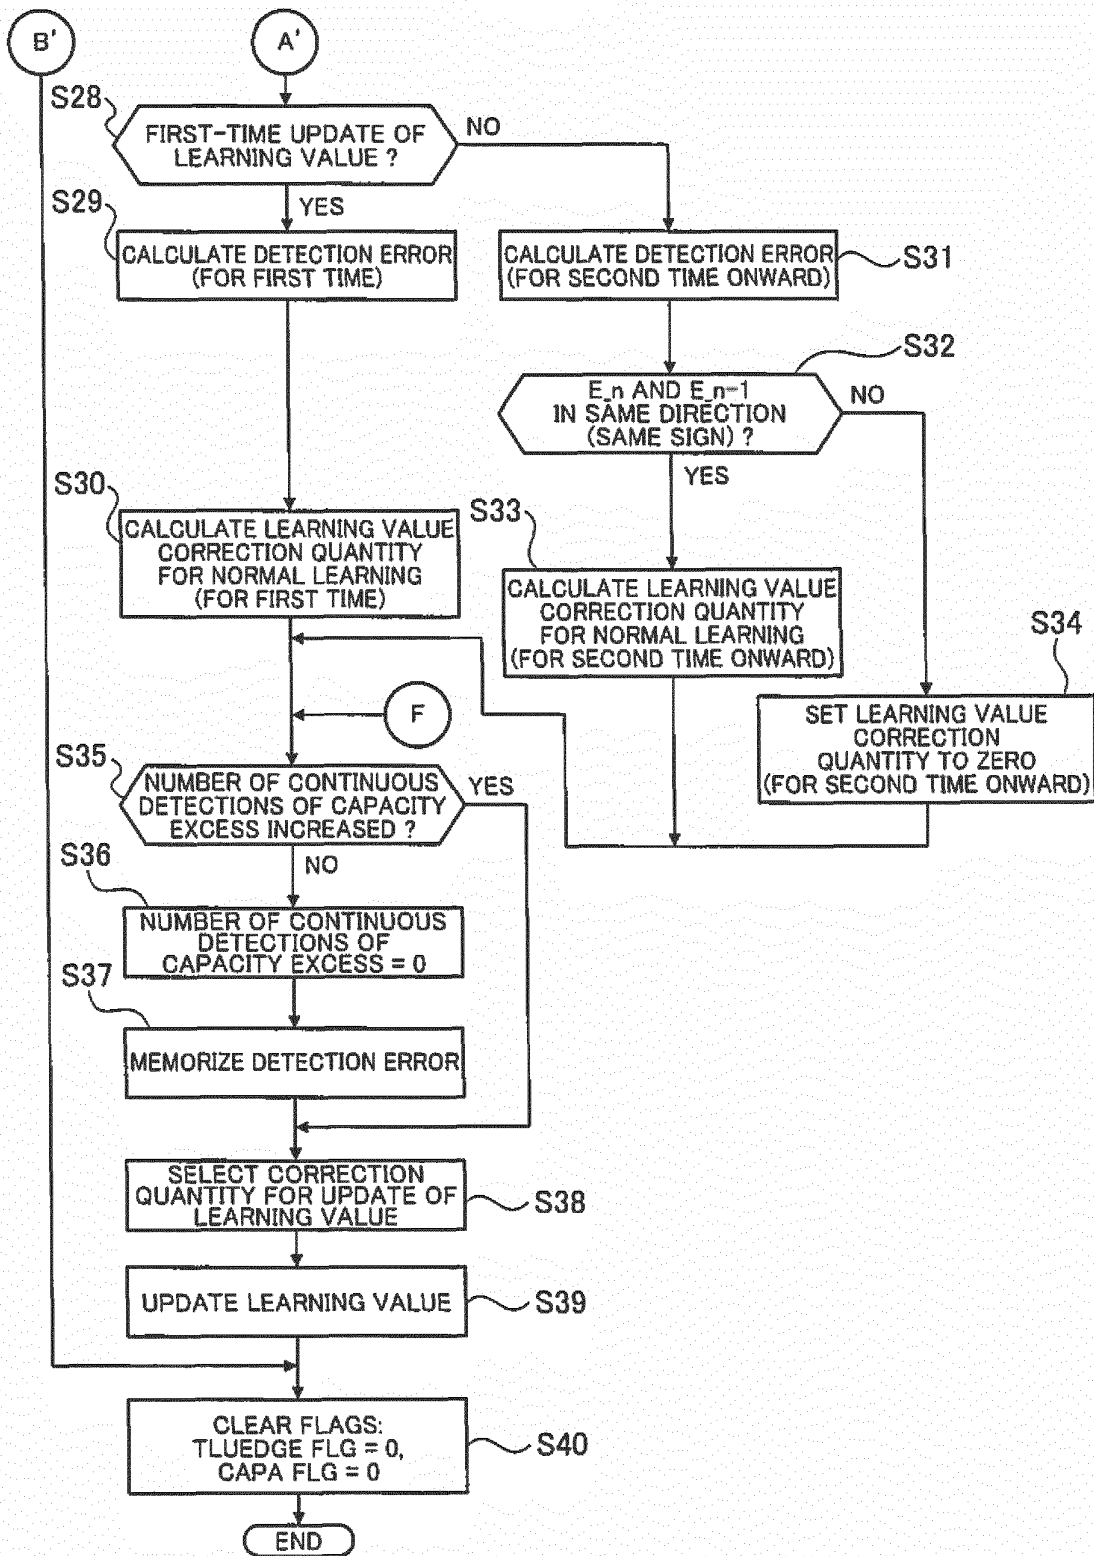 B'
A'
S28
FIRST-TIME UPDATE OF
LEARNING VALUE ?
NO
YES
S29
CALCULATE DETECTION ERROR
(FOR FIRST TIME)
CALCULATE DETECTION ERROR
(FOR SECOND TIME ONWARD)
S31
S32
E_n AND E_n-1
IN SAME DIRECTION
(SAME SIGN) ?
NO
YES
S30
CALCULATE LEARNING VALUE
CORRECTION QUANTITY
FOR NORMAL LEARNING
(FOR FIRST TIME)
S33
CALCULATE LEARNING VALUE
CORRECTION QUANTITY
FOR NORMAL LEARNING
(FOR SECOND TIME ONWARD)
S34
SET LEARNING VALUE
CORRECTION
QUANTITY TO ZERO
(FOR SECOND TIME ONWARD)
F
S35
NUMBER OF CONTINUOUS
DETECTIONS OF CAPACITY
EXCESS INCREASED ?
YES
NO
S36
NUMBER OF CONTINUOUS
DETECTIONS OF
CAPACITY EXCESS = 0
S37
MEMORIZE DETECTION ERROR
SELECT CORRECTION
QUANTITY FOR UPDATE OF
LEARNING VALUE
S38
UPDATE LEARNING VALUE
S39
CLEAR FLAGS:
TLUEDGE FLG = 0,
CAPA FLG = 0
S40
END